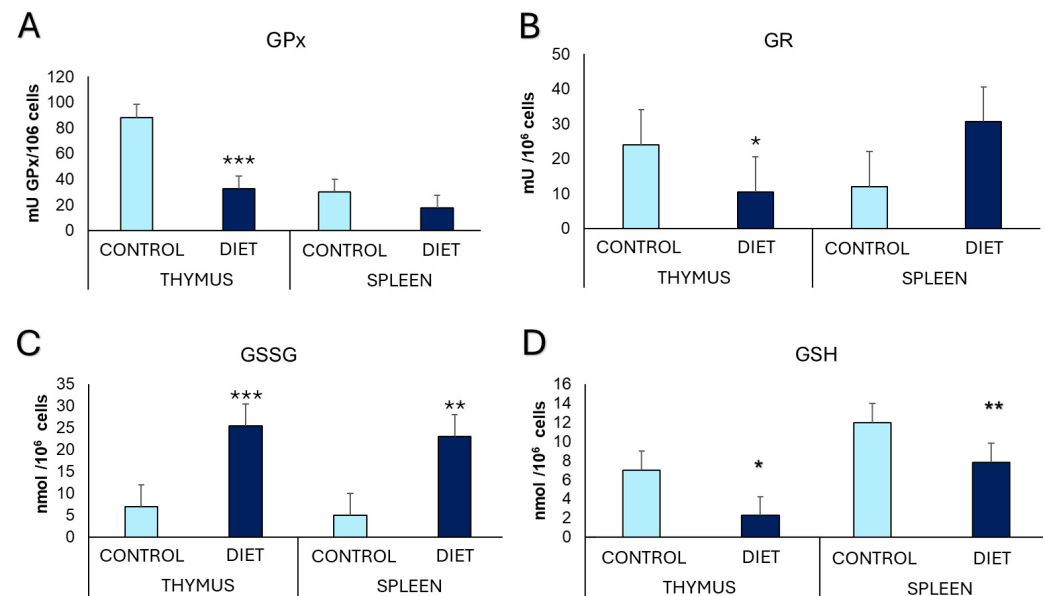 A
GPx
mU GPx/106 cells
120
100
80
60
40
20
0
***
CONTROL DIET CONTROL DIET
THYMUS SPLEEN
B
GR
mU /10⁶ cells
50
40
30
20
10
0
*
CONTROL DIET CONTROL DIET
THYMUS SPLEEN
C
GSSG
nmol /10⁶ cells
35
30
25
20
15
10
5
0
*** **
CONTROL DIET CONTROL DIET
THYMUS SPLEEN
D
GSH
nmol /10⁶ cells
16
14
12
10
8
6
4
2
0
* **
CONTROL DIET CONTROL DIET
THYMUS SPLEEN